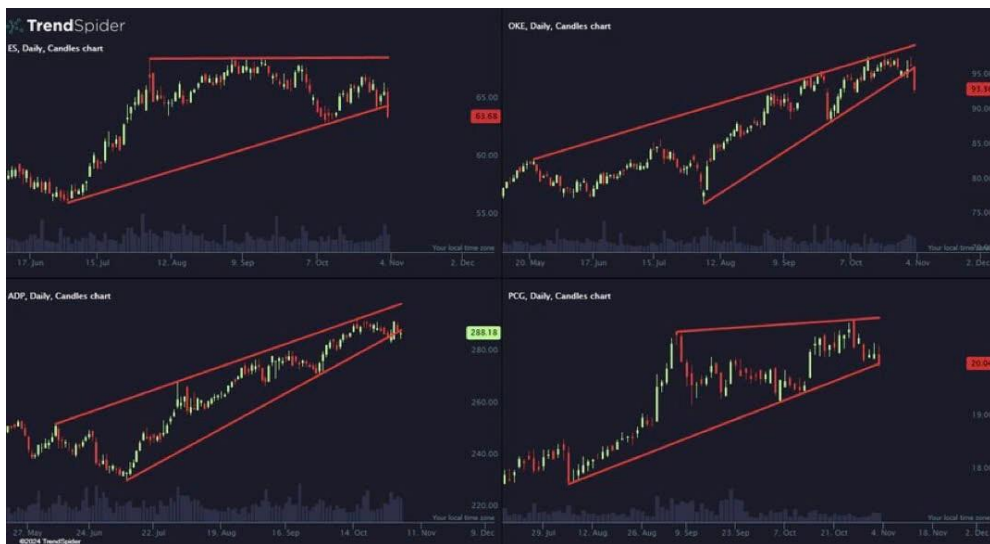 TrendSpider
ES, Daily, Candles chart
65.00
63.68
60.00
55.00
Your local time zone
17. Jun 15. Jul 12. Aug 9. Sep 7. Oct 4. Nov 2. Dec
OKE, Daily, Candles chart
95.00
90.00
85.00
80.00
75.00
Your local time zone
20. May 17. Jun 15. Jul 12. Aug 9. Sep 7. Oct 4. Nov 2. Dec
ADP, Daily, Candles chart
288.18
280.00
260.00
240.00
220.00
Your local time zone
27. May 24. Jun 22. Jul 19. Aug 16. Sep 14. Oct 11. Nov 9. Dec
©2024 TrendSpider
PCG, Daily, Candles chart
20.04
19.00
18.00
Your local time zone
29. Jul 12. Aug 26. Aug 9. Sep 23. Sep 7. Oct 21. Oct 4. Nov 18. Nov 2. Dec